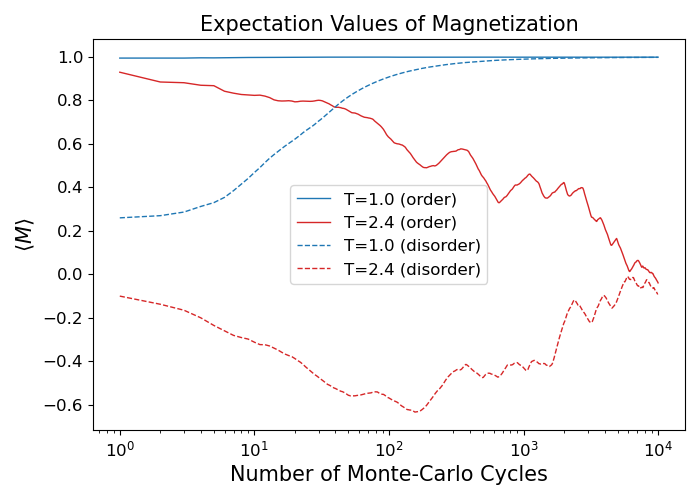 Expectation Values of Magnetization
⟨M⟩
1.0
0.8
0.6
0.4
0.2
0.0
−0.2
−0.4
−0.6
T=1.0 (order)
T=2.4 (order)
T=1.0 (disorder)
T=2.4 (disorder)
10⁰ 10¹ 10² 10³ 10⁴
Number of Monte-Carlo Cycles